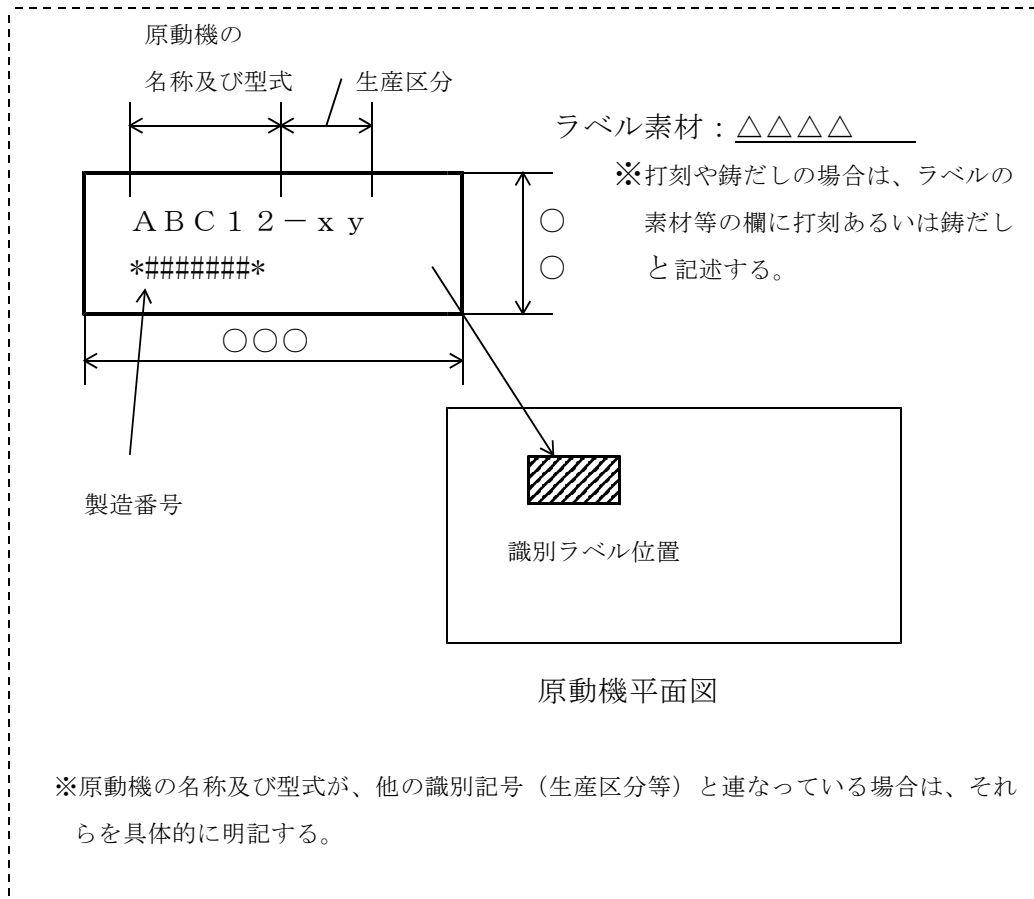 原動機の
名称及び型式
生産区分
ラベル素材：△△△△
※打刻や鋳だしの場合は、ラベルの
素材等の欄に打刻あるいは鋳だし
と記述する。
ＡＢＣ１２－ｘｙ
*#######*
○
○
○○○
製造番号
識別ラベル位置
原動機平面図
※原動機の名称及び型式が、他の識別記号（生産区分等）と連なっている場合は、それ
らを具体的に明記する。